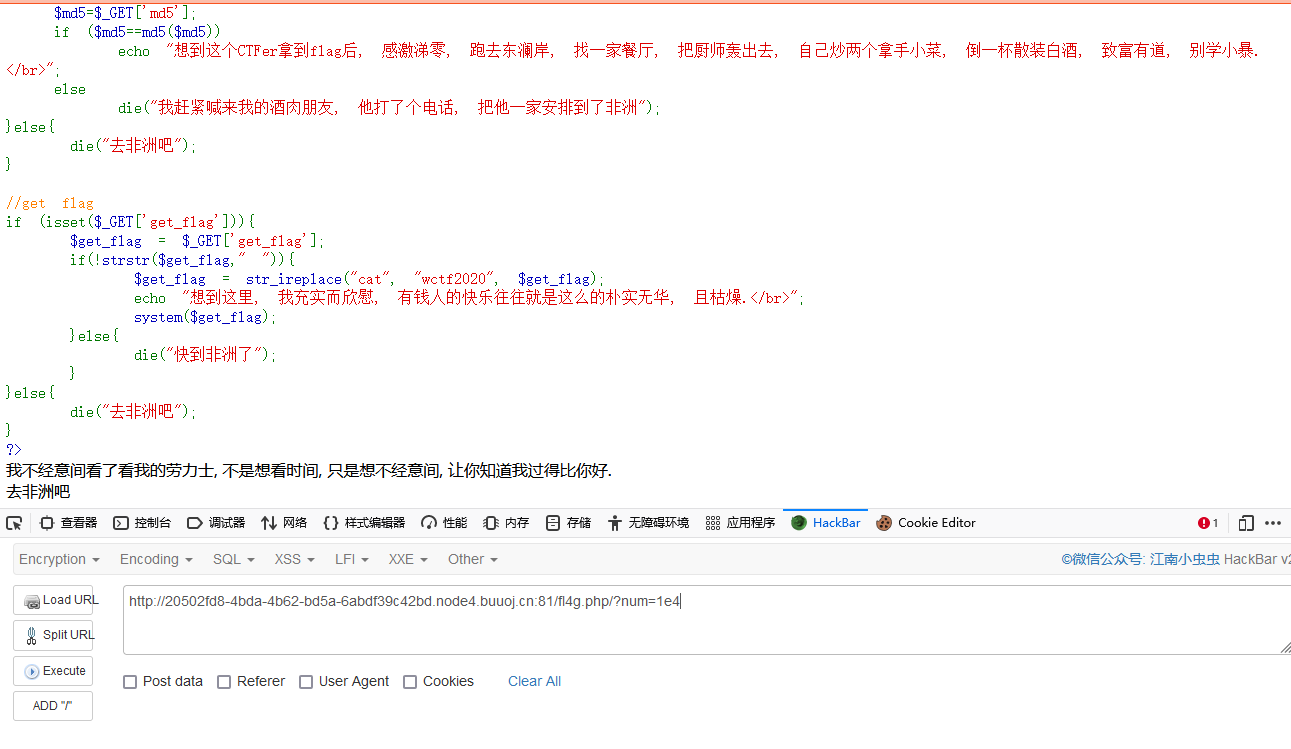 $md5=$_GET['md5'];
if ($md5==md5($md5))
echo "想到这个CTFer拿到flag后, 感激涕零, 跑去东澜岸, 找一家餐厅, 把厨师轰出去, 自己炒两个拿手小菜, 倒一杯散装白酒, 致富有道, 别学小暴.
</br>";
else
die("我赶紧喊来我的酒肉朋友, 他打了个电话, 把他一家安排到了非洲");
}else{
die("去非洲吧");
}
//get flag
if (isset($_GET['get_flag'])){
$get_flag = $_GET['get_flag'];
if(!strstr($get_flag," ")){
$get_flag = str_ireplace("cat", "wctf2020", $get_flag);
echo "想到这里, 我充实而欣慰, 有钱人的快乐往往就是这么的朴实无华, 且枯燥.</br>";
system($get_flag);
}else{
die("快到非洲了");
}
}else{
die("去非洲吧");
}
?>
我不经意间看了看我的劳力士, 不是想看时间, 只是想不经意间, 让你知道我过得比你好.
去非洲吧
查看器 控制台 调试器 网络 样式编辑器 性能 内存 存储 无障碍环境 应用程序 HackBar Cookie Editor 1
Encryption Encoding SQL XSS LFI XXE Other ©微信公众号: 江南小虫虫 HackBar v2
Load URL http://20502fd8-4bda-4b62-bd5a-6abdf39c42bd.node4.buuoj.cn:81/fl4g.php/?num=1e4
Split URL
Execute
Post data Referer User Agent Cookies Clear All
ADD "/"